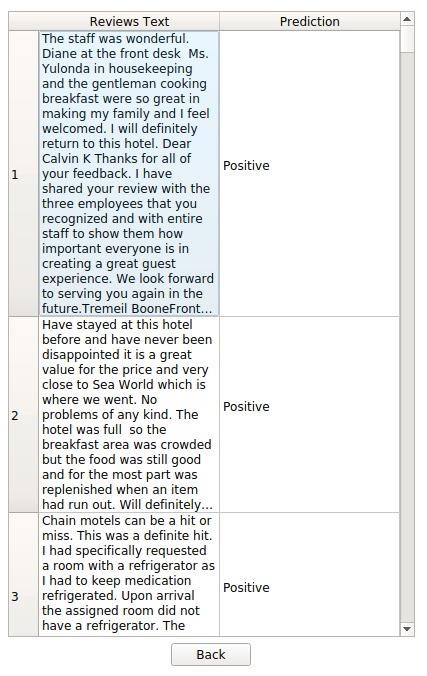 Reviews Text Prediction
The staff was wonderful.
Diane at the front desk  Ms.
Yulonda in housekeeping
and the gentleman cooking
breakfast were so great in
making my family and I feel
welcomed. I will definitely
return to this hotel. Dear
Calvin K Thanks for all of
your feedback. I have
1
Positive
shared your review with the
three employees that you
recognized and with entire
staff to show them how
important everyone is in
creating a great guest
experience. We look forward
to serving you again in the
future.Tremeil BooneFront...
Have stayed at this hotel
before and have never been
disappointed it is a great
value for the price and very
close to Sea World which is
where we went. No
2
Positive
problems of any kind. The
hotel was full  so the
breakfast area was crowded
but the food was still good
and for the most part was
replenished when an item
had run out. Will definitely...
Chain motels can be a hit or
miss. This was a definite hit.
I had specifically requested
a room with a refrigerator as
I had to keep medication
3
Positive
refrigerated. Upon arrival
the assigned room did not
have a refrigerator. The
Back